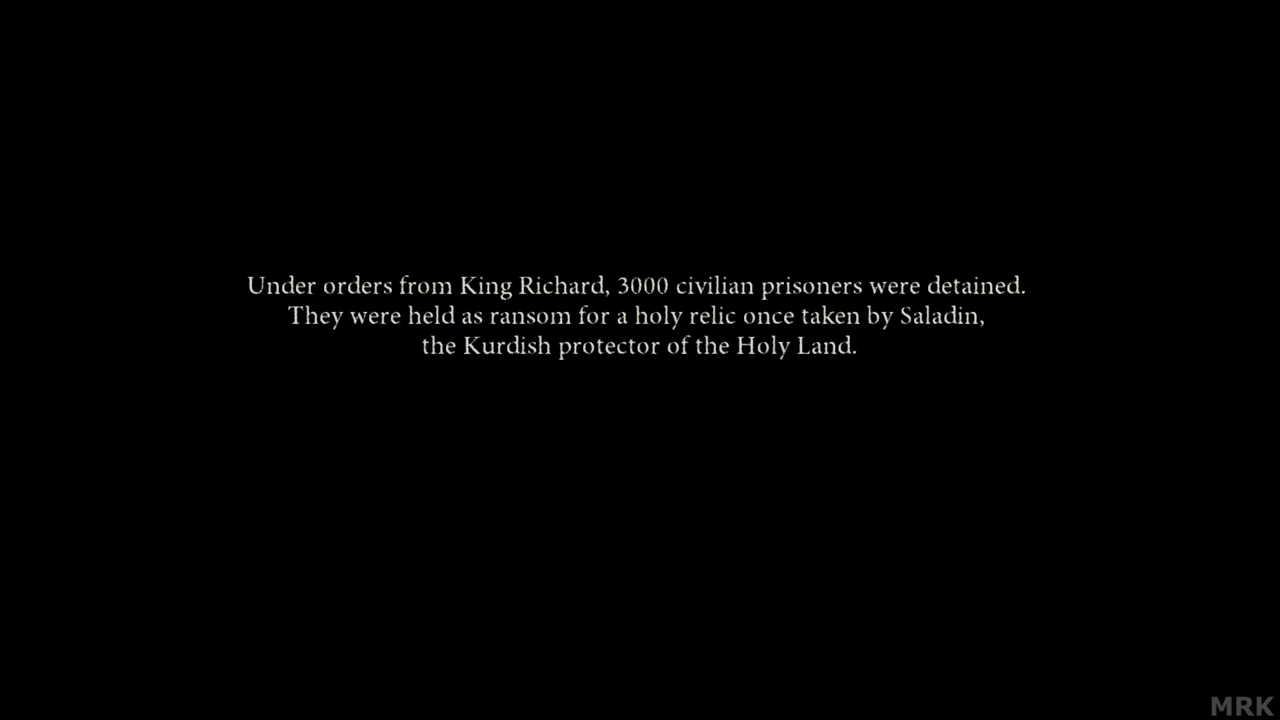 Under orders from King Richard, 3000 civilian prisoners were detained.
They were held as ransom for a holy relic once taken by Saladin,
the Kurdish protector of the Holy Land.
MRK